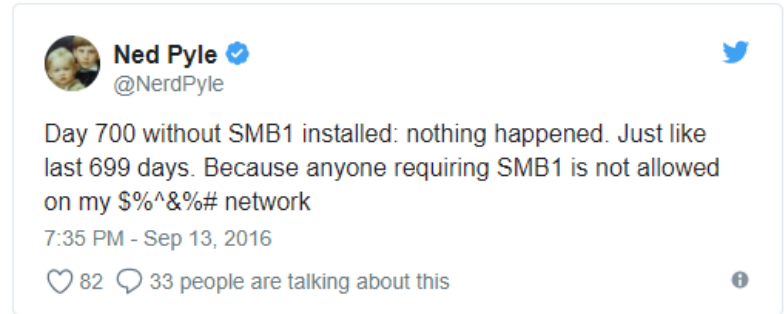 Ned Pyle
@NerdPyle
Day 700 without SMB1 installed: nothing happened. Just like
last 699 days. Because anyone requiring SMB1 is not allowed
on my $%^&%# network
7:35 PM - Sep 13, 2016
82 33 people are talking about this